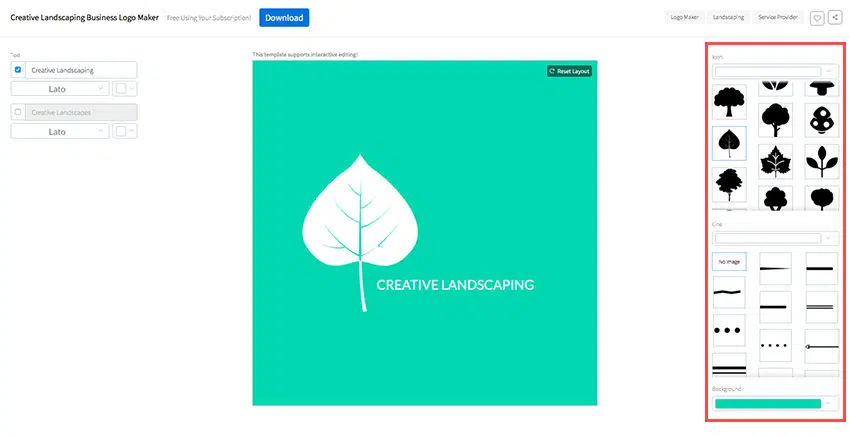 Creative Landscaping Business Logo Maker
Free Using Your Subscription!
Download
Logo Maker
Landscaping
Service Provider
Text
Creative Landscaping
Lato
Creative Landscapes
Lato
This template supports interactive editing!
Reset Layout
CREATIVE LANDSCAPING
Icon
Line
No Image
Background